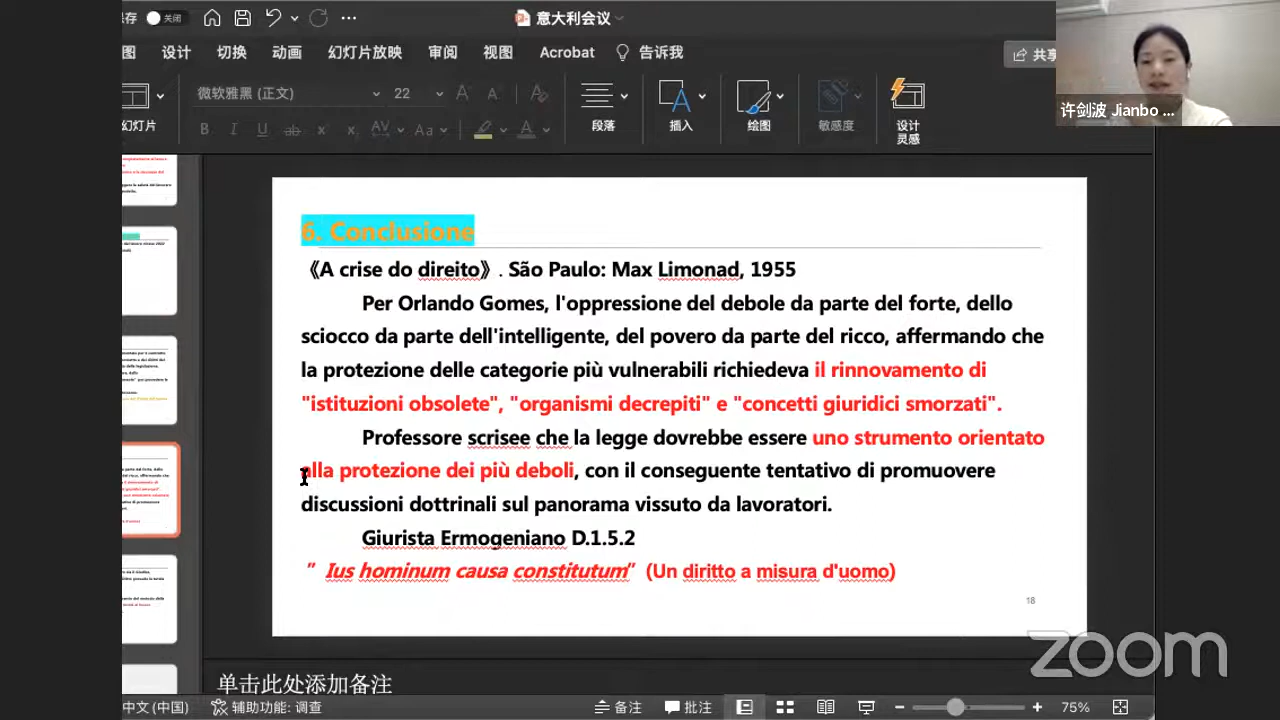 存 关闭 意大利会议
图 设计 切换 动画 幻灯片放映 审阅 视图 Acrobat 告诉我 共享
幻灯片 微软雅黑 (正文) 22 段落 插入 绘图 敏感度 设计灵感
许剑波 Jianbo ...
6. Conclusione
《A crise do direito》. São Paulo: Max Limonad, 1955
Per Orlando Gomes, l'oppressione del debole da parte del forte, dello
sciocco da parte dell'intelligente, del povero da parte del ricco, affermando che
la protezione delle categorie più vulnerabili richiedeva il rinnovamento di
"istituzioni obsolete", "organismi decrepiti" e "concetti giuridici smorzati".
Professore scrisee che la legge dovrebbe essere uno strumento orientato
alla protezione dei più deboli, con il conseguente tentativo di promuovere
discussioni dottrinali sul panorama vissuto da lavoratori.
Giurista Ermogeniano D.1.5.2
” Ius hominum causa constitutum” (Un diritto a misura d'uomo)
18
zoom
单击此处添加备注
中文 (中国) 辅助功能: 调查 备注 批注 75%